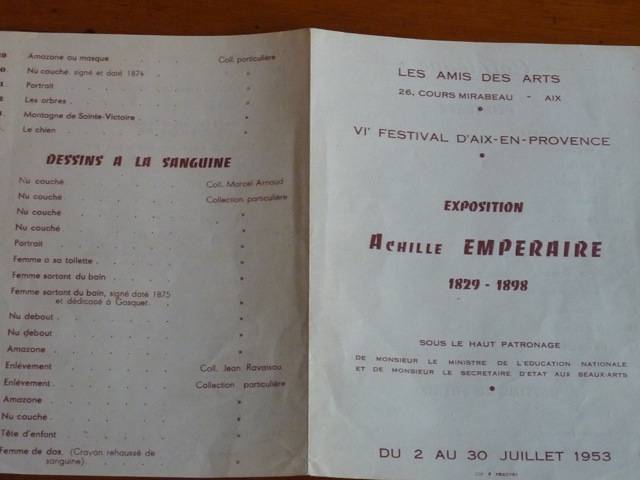 Amazone au masque . . . . Coll. particulière
Nu couché, signé et daté 1874 . . "
Portrait . . . . . . "
Les arbres . . . . . . "
Montagne de Sainte-Victoire . . . . "
Le chien . . . . . . "
DESSINS A LA SANGUINE
Nu couché . . . . Coll. Marcel Arnaud
Nu couché . . . . Collection particulière
Nu couché . . . . . "
Nu couché . . . . . "
Portrait . . . . . "
Femme à sa toilette . . . . . "
Femme sortant du bain . . . . "
Femme sortant du bain, signé daté 1875
et dédicacé à Gasquet . . . . "
Nu debout . . . . . "
Nu debout . . . . . "
Amazone . . . . . "
Enlèvement . . . . Coll. Jean Ravaisou
Enlèvement . . . . Collection particulière
Amazone . . . . . "
Nu couché . . . . . "
Tête d'enfant . . . . . "
Femme de dos. (Crayon rehaussé de
sanguine) . . . . . "
LES AMIS DES ARTS
26, COURS MIRABEAU - AIX
VIe FESTIVAL D'AIX-EN-PROVENCE
EXPOSITION
ACHILLE EMPERAIRE
1829 - 1898
SOUS LE HAUT PATRONAGE
DE MONSIEUR LE MINISTRE DE L'EDUCATION NATIONALE
ET DE MONSIEUR LE SECRETAIRE D'ETAT AUX BEAUX-ARTS
DU 2 AU 30 JUILLET 1953